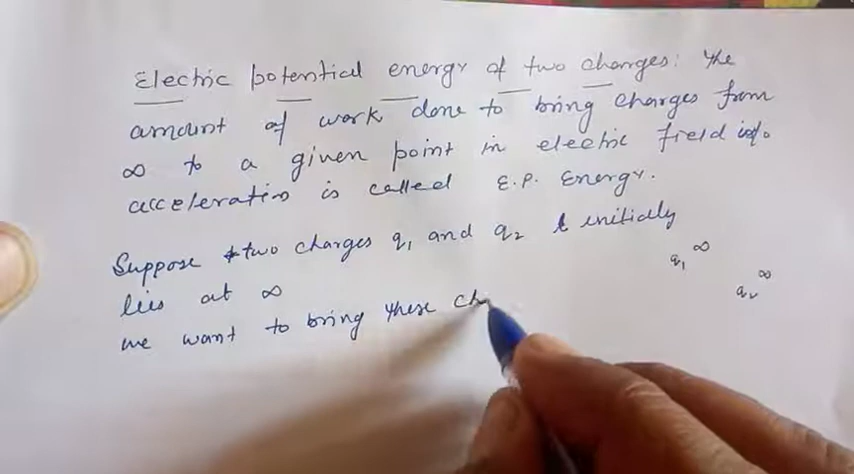 Electric potential energy of two charges: the
amount of work done to bring charges from
∞ to a given point in electric field w/o
acceleration is called E.P. Energy.
Suppose two charges q₁ and q₂ initially
q₁ ∞
q₂ ∞
lies at ∞
we want to bring these ch